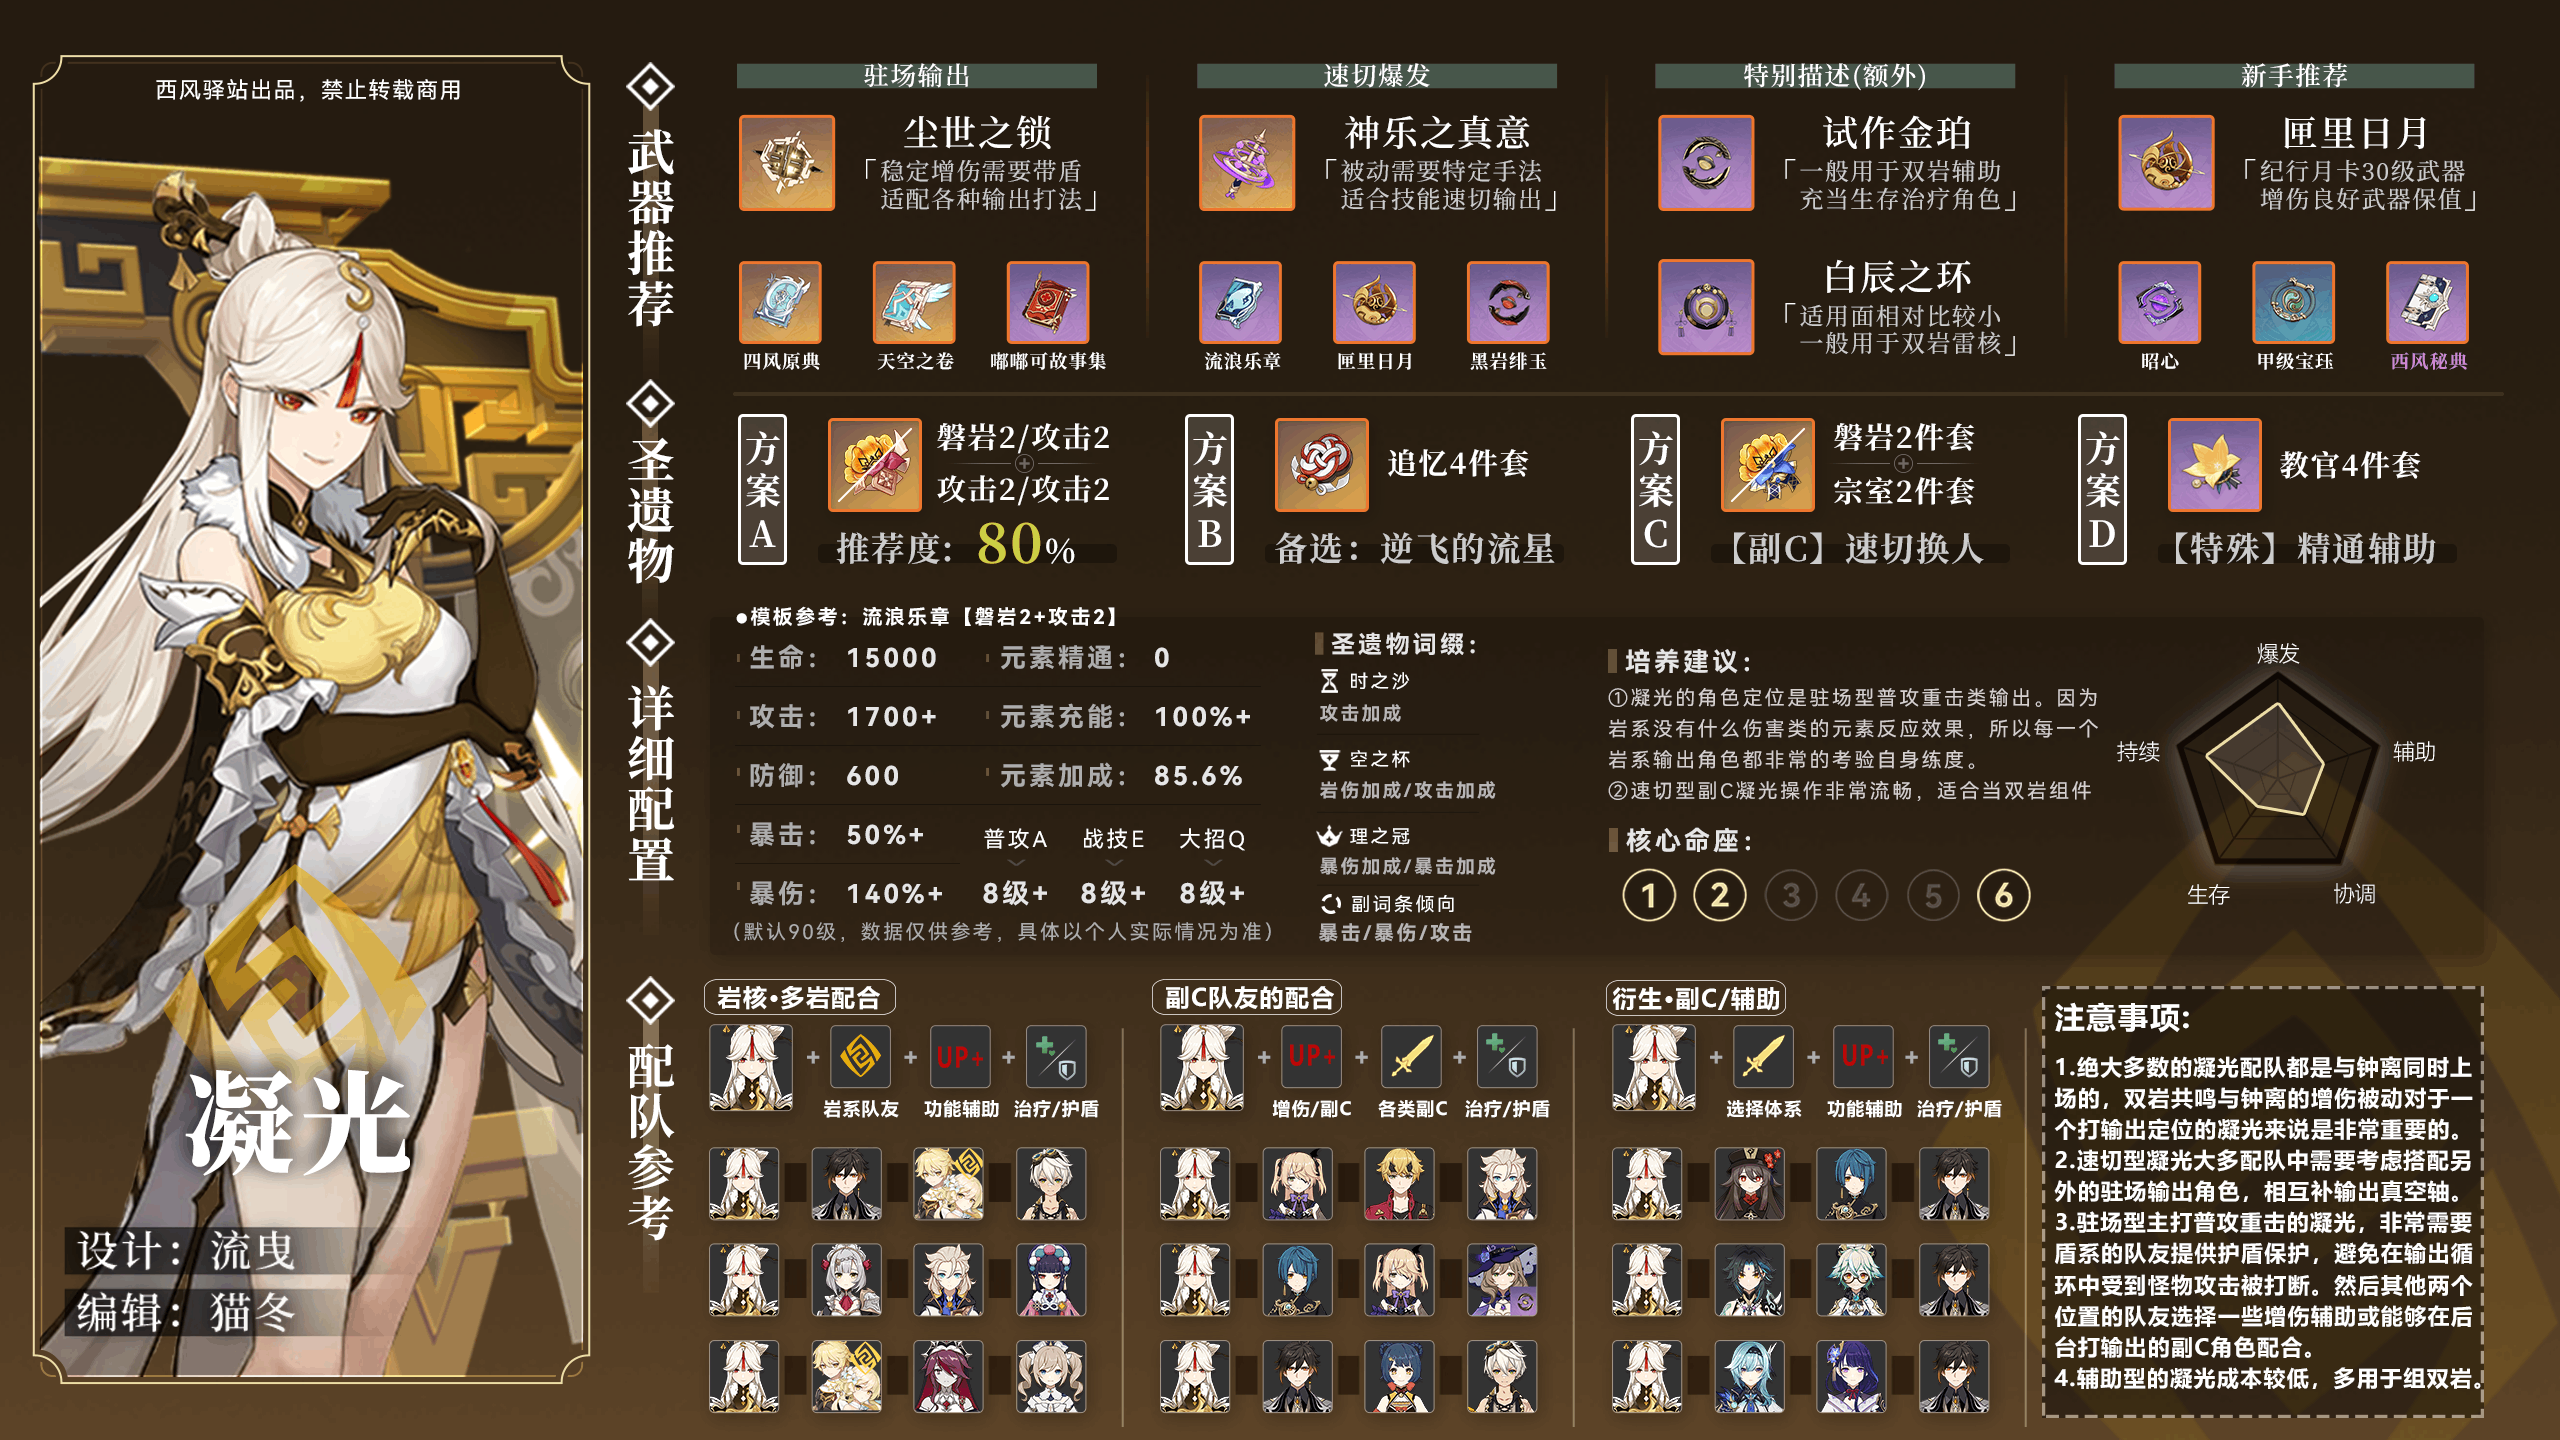 西风驿站出品，禁止转载商用
凝光
设计：流曳
编辑：猫冬
武器推荐
驻场输出
尘世之锁
「稳定增伤需要带盾
适配各种输出打法」
四风原典
天空之卷
嘟嘟可故事集
速切爆发
神乐之真意
「被动需要特定手法
适合技能速切输出」
流浪乐章
匣里日月
黑岩绯玉
特别描述(额外)
试作金珀
「一般用于双岩辅助
充当生存治疗角色」
白辰之环
「适用面相对比较小
一般用于双岩雷核」
新手推荐
匣里日月
「纪行月卡30级武器
增伤良好武器保值」
昭心
甲级宝珏
西风秘典
圣遗物
方案A
磐岩2/攻击2
攻击2/攻击2
推荐度：80%
方案B
追忆4件套
备选：逆飞的流星
方案C
磐岩2件套
宗室2件套
【副C】速切换人
方案D
教官4件套
【特殊】精通辅助
详细配置
●模板参考：流浪乐章【磐岩2+攻击2】
生命：15000
元素精通：0
攻击：1700+
元素充能：100%+
防御：600
元素加成：85.6%
暴击：50%+
普攻A 战技E 大招Q
暴伤：140%+
8级+ 8级+ 8级+
(默认90级，数据仅供参考，具体以个人实际情况为准)
圣遗物词缀：
时之沙
攻击加成
空之杯
岩伤加成/攻击加成
理之冠
暴伤加成/暴击加成
副词条倾向
暴击/暴伤/攻击
培养建议：
①凝光的角色定位是驻场型普攻重击类输出。因为
岩系没有什么伤害类的元素反应效果，所以每一个
岩系输出角色都非常的考验自身练度。
②速切型副C凝光操作非常流畅，适合当双岩组件
核心命座：
1 2 3 4 5 6
爆发
持续
辅助
生存
协调
配队参考
岩核·多岩配合
+ + UP+ +
岩系队友 功能辅助 治疗/护盾
副C队友的配合
+ UP+ + +
增伤/副C 各类副C 治疗/护盾
衍生·副C/辅助
+ + UP+ +
选择体系 功能辅助 治疗/护盾
注意事项:
1.绝大多数的凝光配队都是与钟离同时上
场的，双岩共鸣与钟离的增伤被动对于一
个打输出定位的凝光来说是非常重要的。
2.速切型凝光大多配队中需要考虑搭配另
外的驻场输出角色，相互补输出真空轴。
3.驻场型主打普攻重击的凝光，非常需要
盾系的队友提供护盾保护，避免在输出循
环中受到怪物攻击被打断。然后其他两个
位置的队友选择一些增伤辅助或能够在后
台打输出的副C角色配合。
4.辅助型的凝光成本较低，多用于组双岩。